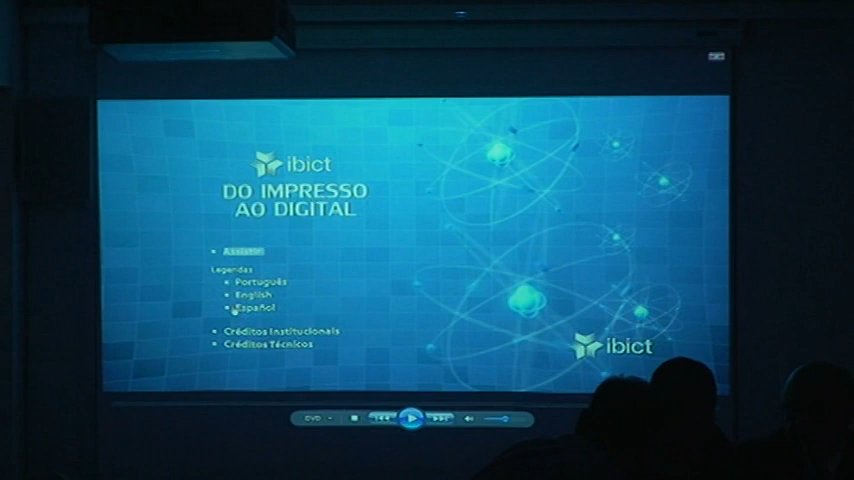 ibict
DO IMPRESSO
AO DIGITAL
Assistir
Legendas
Português
English
Español
Créditos Institucionais
Créditos Técnicos
ibict
DVD